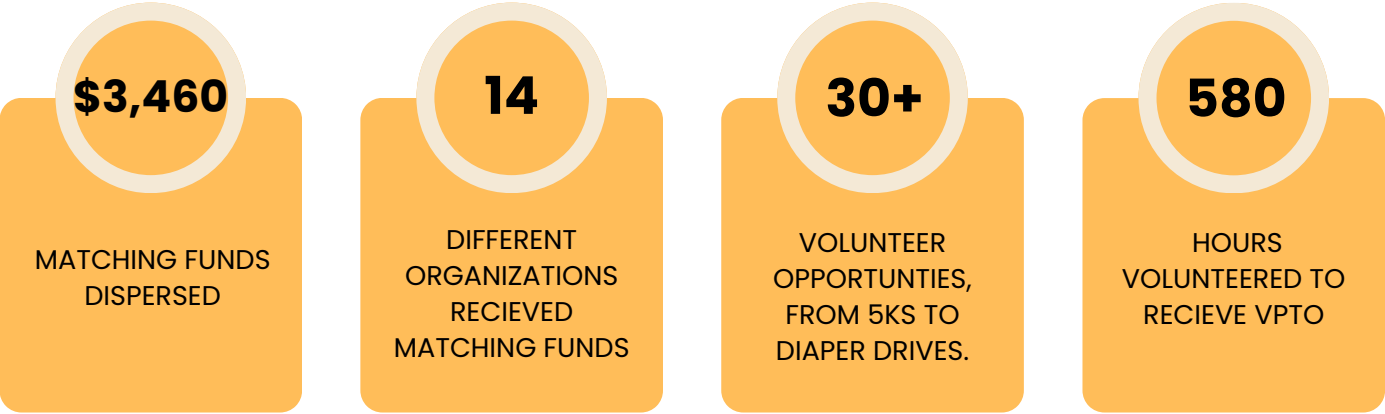 $3,460
MATCHING FUNDS
DISPERSED
14
DIFFERENT
ORGANIZATIONS
RECIEVED
MATCHING FUNDS
30+
VOLUNTEER
OPPORTUNTIES,
FROM 5KS TO
DIAPER DRIVES.
580
HOURS
VOLUNTEERED TO
RECIEVE VPTO